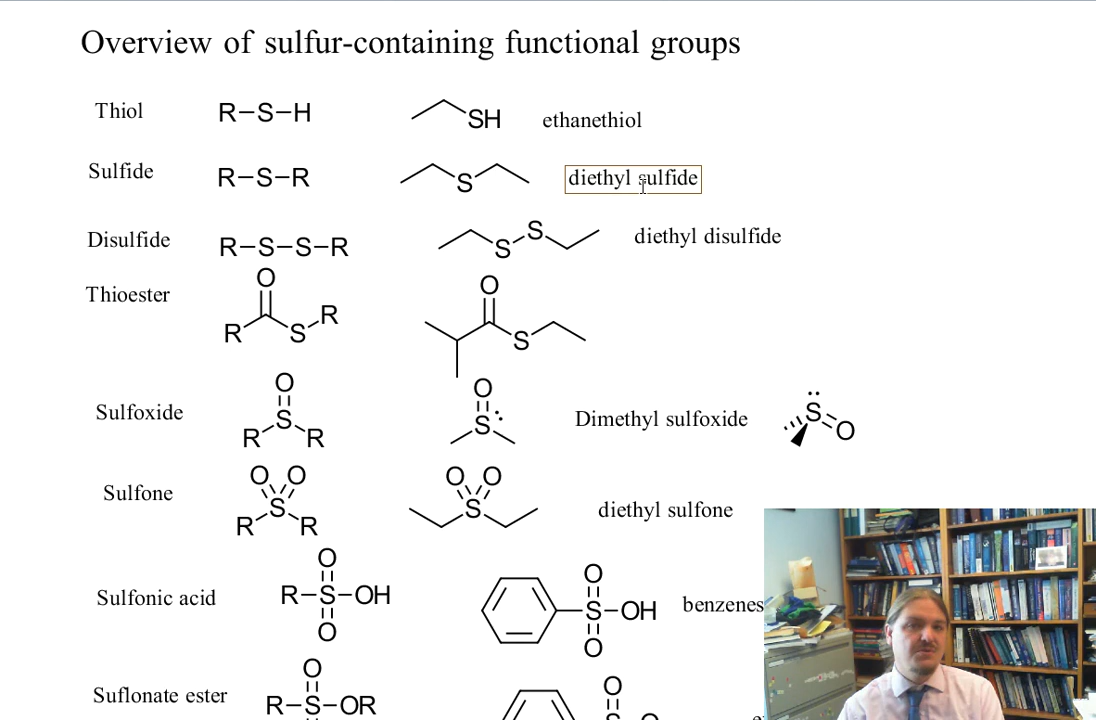 Overview of sulfur-containing functional groups
Thiol R-S-H SH ethanethiol
Sulfide R-S-R S diethyl sulfide
Disulfide R-S-S-R S S diethyl disulfide
Thioester O R S R O S
Sulfoxide O S R R O S Dimethyl sulfoxide S O
Sulfone O O S R R O O S diethyl sulfone
Sulfonic acid O R-S-OH O O S-OH O benzenes
Suflonate ester O R-S-OR O S O